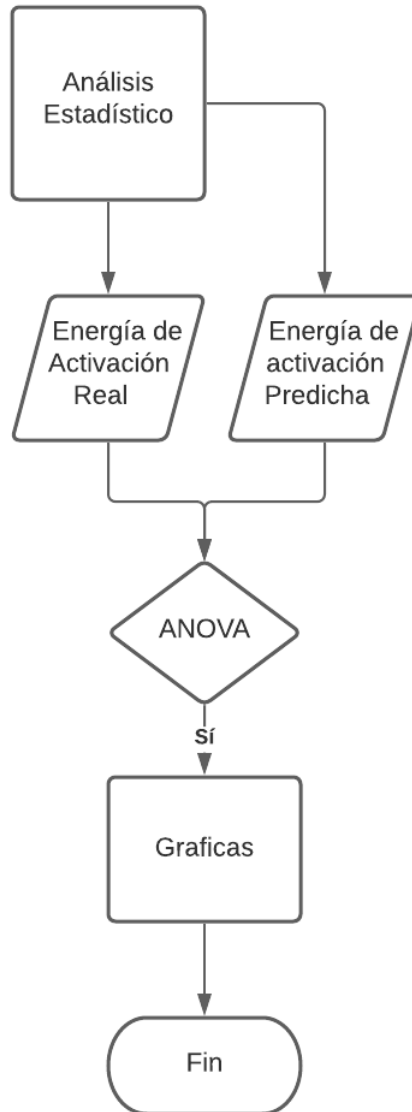 Análisis
Estadístico
Energía de
Activación
Real
Energía de
activación
Predicha
ANOVA
Sí
Graficas
Fin